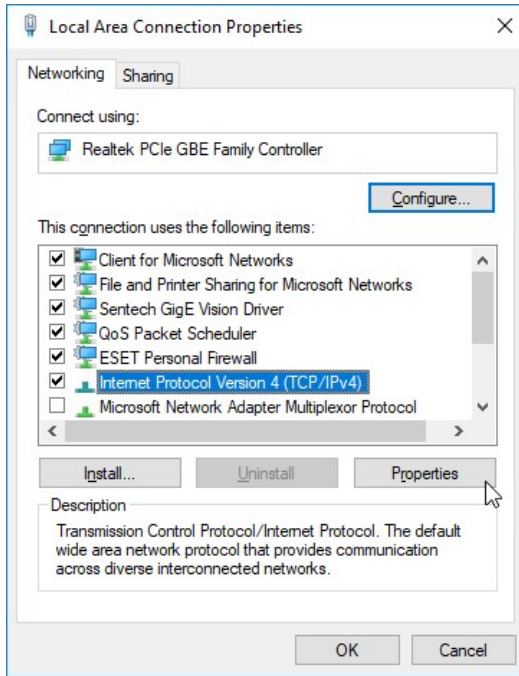 Local Area Connection Properties
Networking
Sharing
Connect using:
Realtek PCIe GBE Family Controller
Configure...
This connection uses the following items:
Client for Microsoft Networks
File and Printer Sharing for Microsoft Networks
Sentech GigE Vision Driver
QoS Packet Scheduler
ESET Personal Firewall
Internet Protocol Version 4 (TCP/IPv4)
Microsoft Network Adapter Multiplexor Protocol
Install...
Uninstall
Properties
Description
Transmission Control Protocol/Internet Protocol. The default
wide area network protocol that provides communication
across diverse interconnected networks.
OK
Cancel